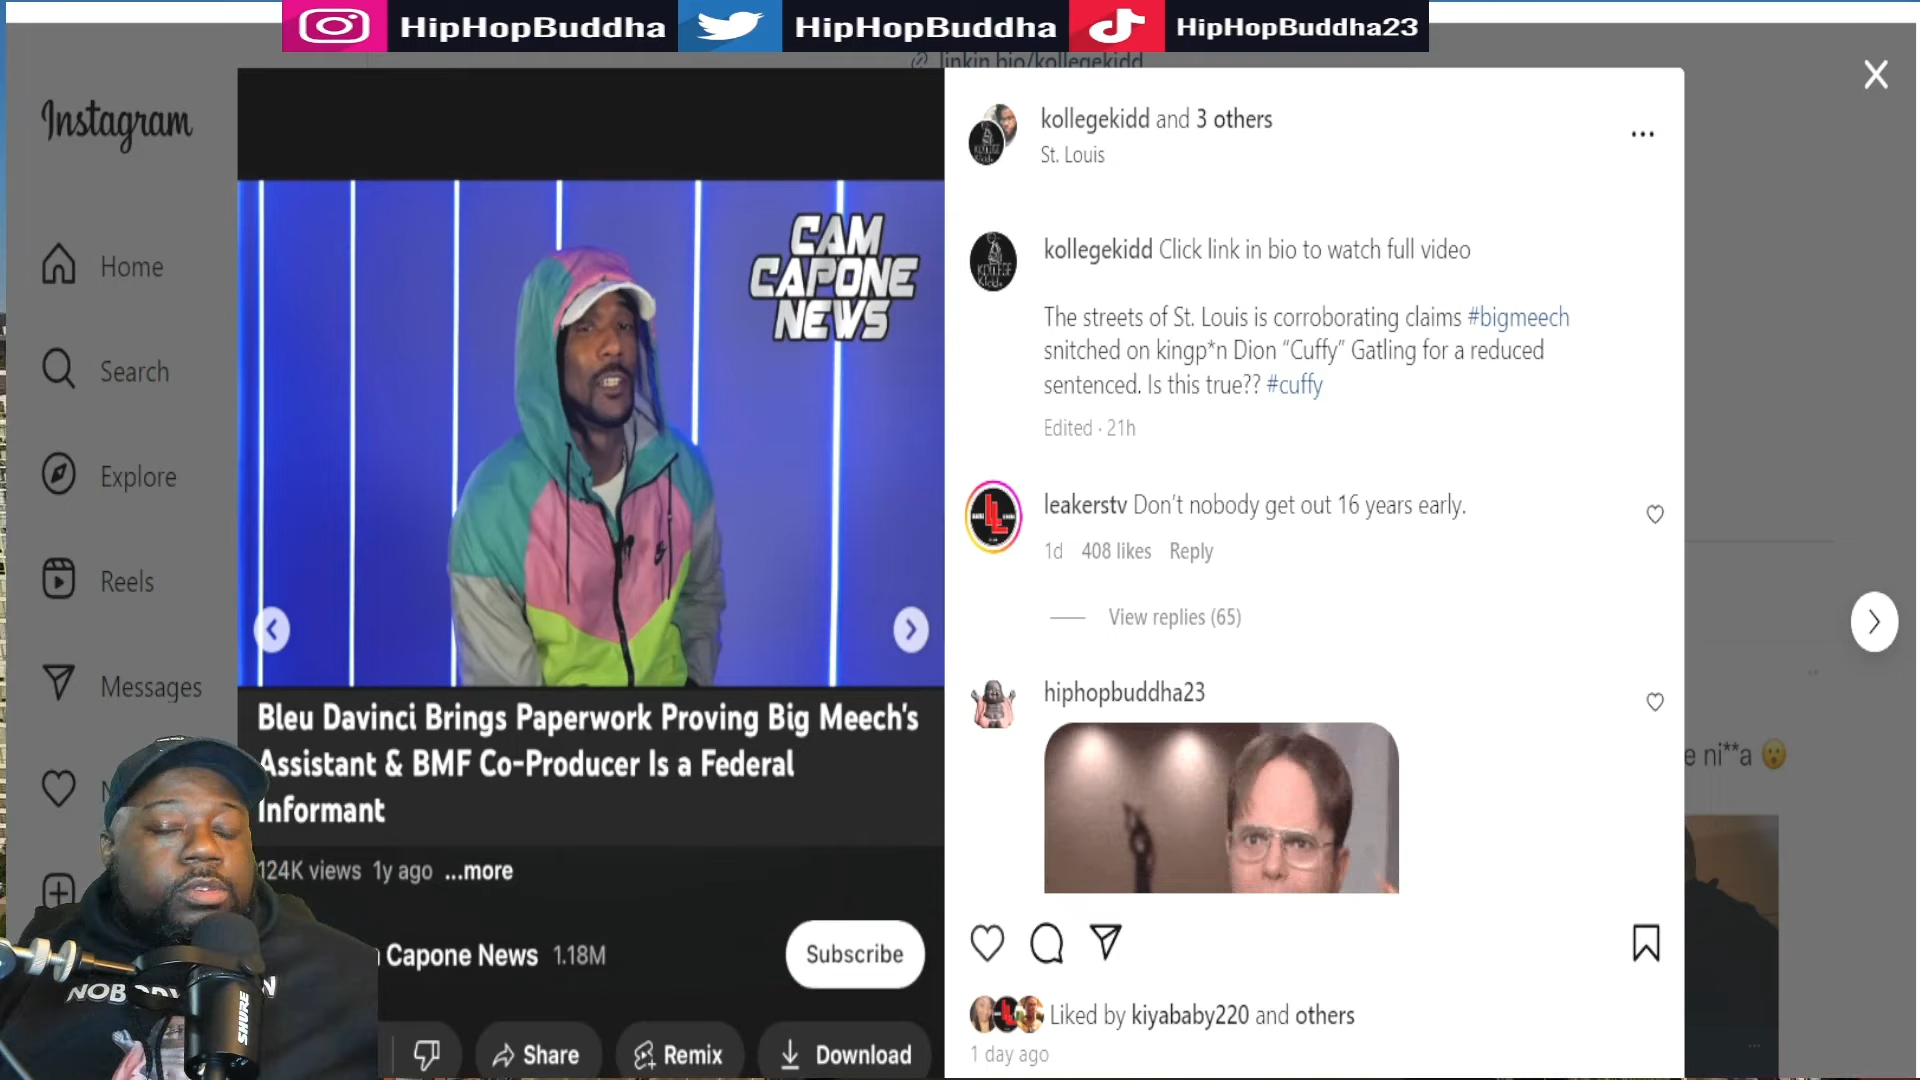 HipHopBuddha
HipHopBuddha
HipHopBuddha23
linkin.bio/kollegekidd
Instagram
Home
Search
Explore
Reels
Messages
CAM
CAPONE
NEWS
Bleu Davinci Brings Paperwork Proving Big Meech's
Assistant & BMF Co-Producer Is a Federal
Informant
124K views 1y ago ...more
Capone News 1.18M
Subscribe
Share
Remix
Download
SHURE
kollegekidd and 3 others
St. Louis
kollegekidd Click link in bio to watch full video
The streets of St. Louis is corroborating claims #bigmeech
snitched on kingp*n Dion “Cuffy” Gatling for a reduced
sentenced. Is this true?? #cuffy
Edited · 21h
leakerstv Don’t nobody get out 16 years early.
1d 408 likes Reply
View replies (65)
hiphopbuddha23
Liked by kiyababy220 and others
1 day ago
e ni**a 😮